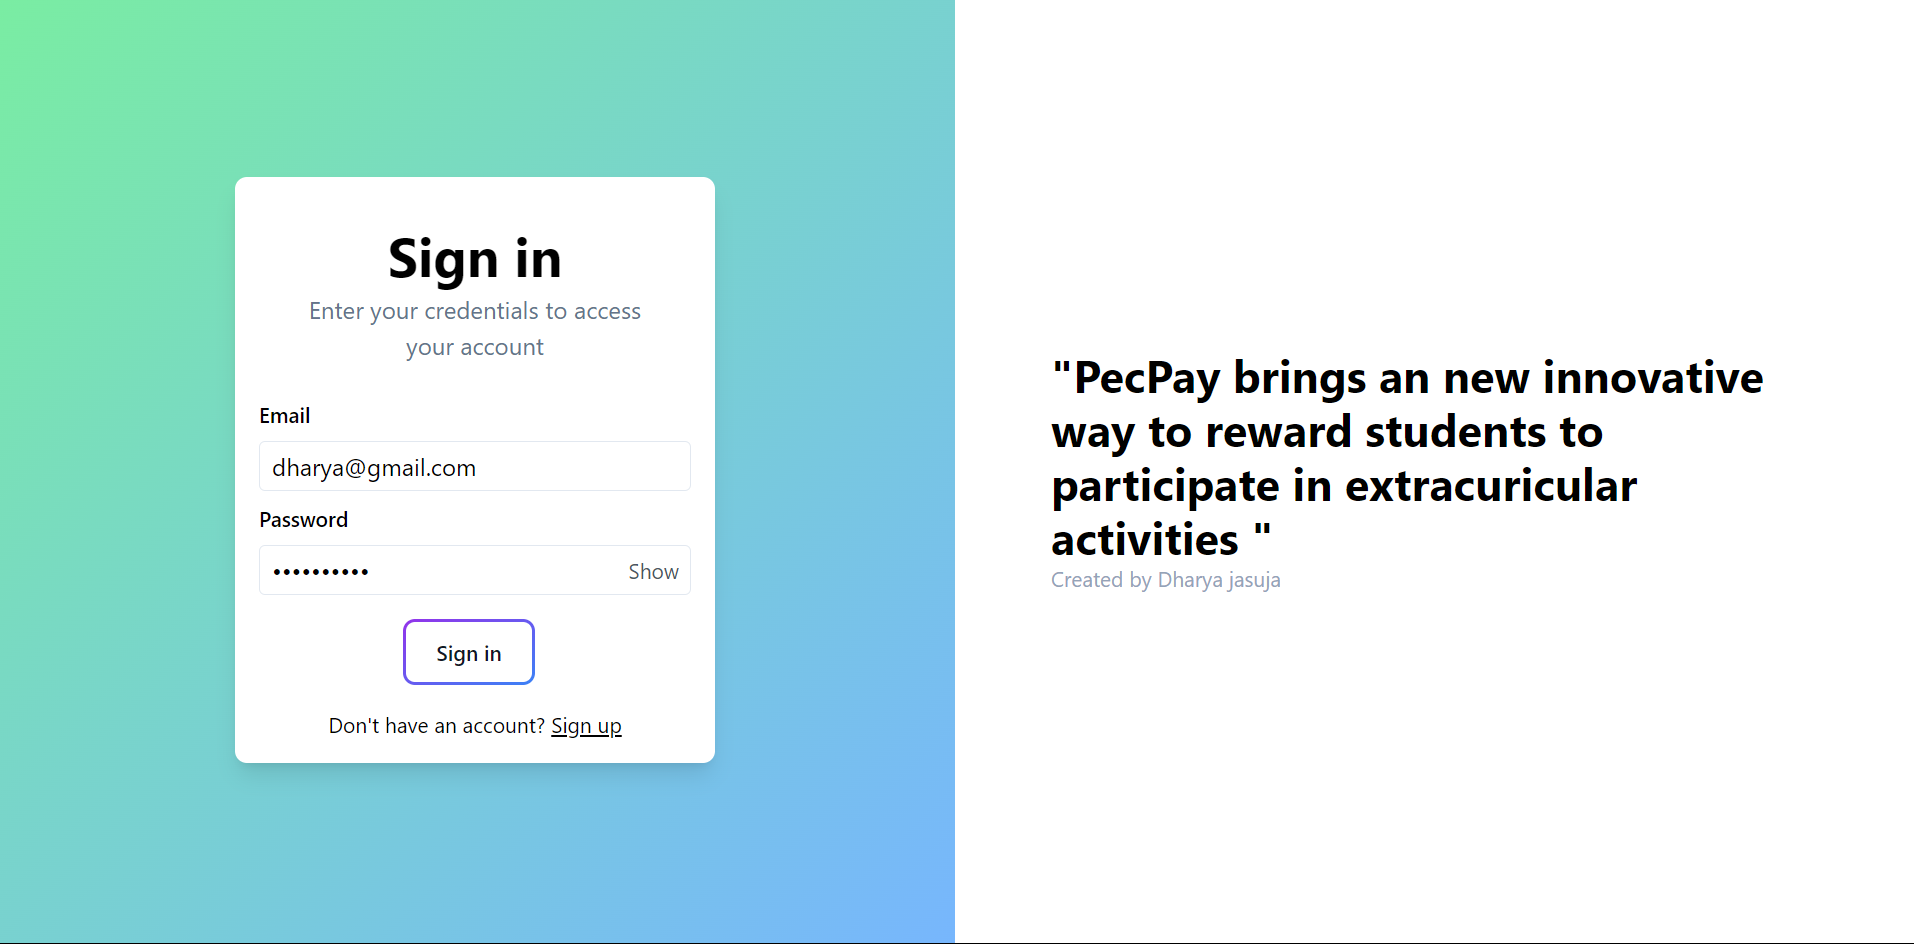 Sign in
Enter your credentials to access
your account
Email
dharya@gmail.com
Password
••••••••••
Show
Sign in
Don't have an account? Sign up
"PecPay brings an new innovative
way to reward students to
participate in extracuricular
activities "
Created by Dharya jasuja